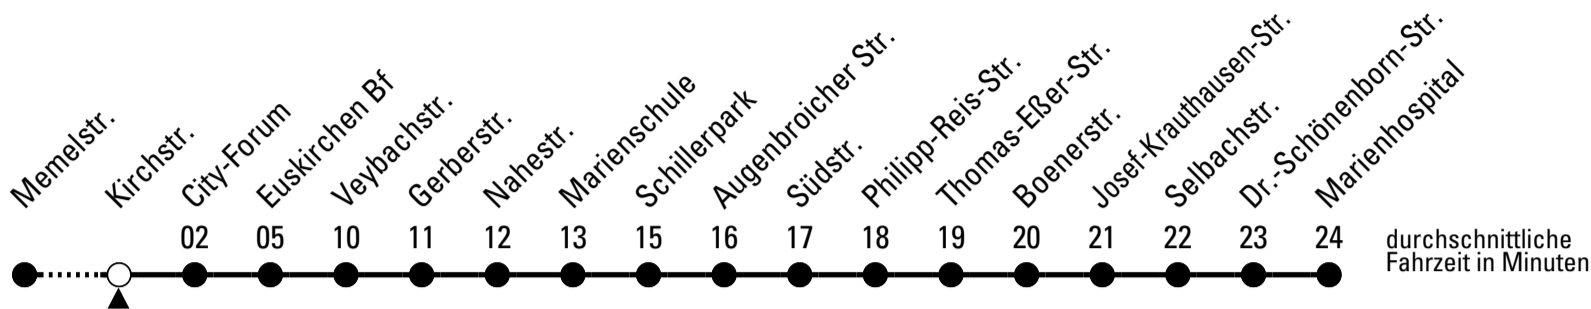 Memelstr.
Kirchstr.
City-Forum
Euskirchen Bf
Veybachstr.
Gerberstr.
Nahestr.
Marienschule
Schillerpark
Augenbroicher Str.
Südstr.
Philipp-Reis-Str.
Thomas-Eßer-Str.
Boenerstr.
Josef-Krauthausen-Str.
Selbachstr.
Dr.-Schönenborn-Str.
Marienhospital
02 05 10 11 12 13 15 16 17 18 19 20 21 22 23 24
durchschnittliche
Fahrzeit in Minuten